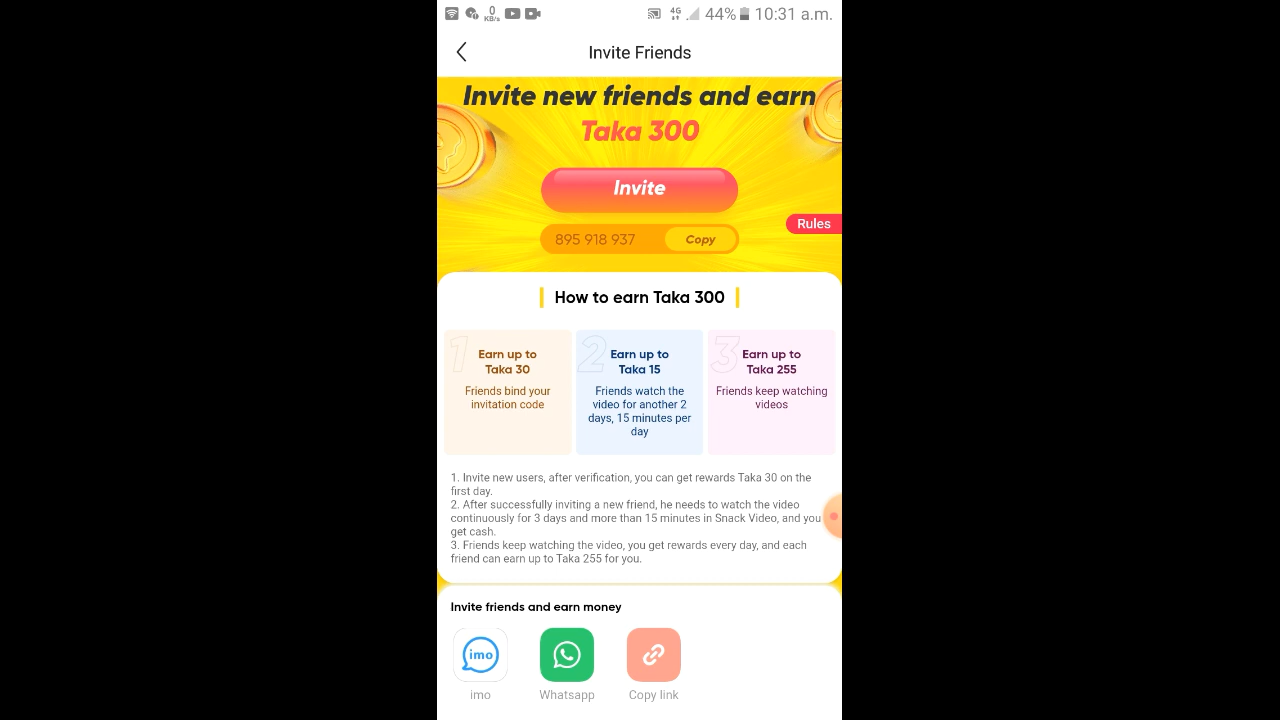 0
KB/s
4G
44%
10:31 a.m.
Invite Friends
Invite new friends and earn
Taka 300
Invite
Rules
895 918 937
Copy
How to earn Taka 300
1
Earn up to
Taka 30
Friends bind your
invitation code
2
Earn up to
Taka 15
Friends watch the
video for another 2
days, 15 minutes per
day
3
Earn up to
Taka 255
Friends keep watching
videos
1. Invite new users, after verification, you can get rewards Taka 30 on the
first day.
2. After successfully inviting a new friend, he needs to watch the video
continuously for 3 days and more than 15 minutes in Snack Video, and you
get cash.
3. Friends keep watching the video, you get rewards every day, and each
friend can earn up to Taka 255 for you.
Invite friends and earn money
imo
imo
Whatsapp
Copy link